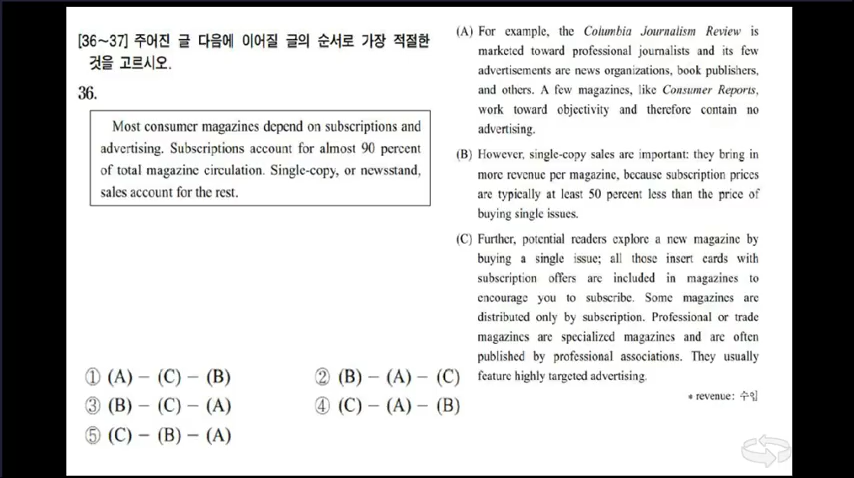 [36~37] 주어진 글 다음에 이어질 글의 순서로 가장 적절한
것을 고르시오.
36.
Most consumer magazines depend on subscriptions and
advertising. Subscriptions account for almost 90 percent
of total magazine circulation. Single-copy, or newsstand,
sales account for the rest.
① (A) - (C) - (B)
② (B) - (A) - (C)
③ (B) - (C) - (A)
④ (C) - (A) - (B)
⑤ (C) - (B) - (A)
(A) For example, the Columbia Journalism Review is
marketed toward professional journalists and its few
advertisements are news organizations, book publishers,
and others. A few magazines, like Consumer Reports,
work toward objectivity and therefore contain no
advertising.
(B) However, single-copy sales are important: they bring in
more revenue per magazine, because subscription prices
are typically at least 50 percent less than the price of
buying single issues.
(C) Further, potential readers explore a new magazine by
buying a single issue; all those insert cards with
subscription offers are included in magazines to
encourage you to subscribe. Some magazines are
distributed only by subscription. Professional or trade
magazines are specialized magazines and are often
published by professional associations. They usually
feature highly targeted advertising.
* revenue: 수입